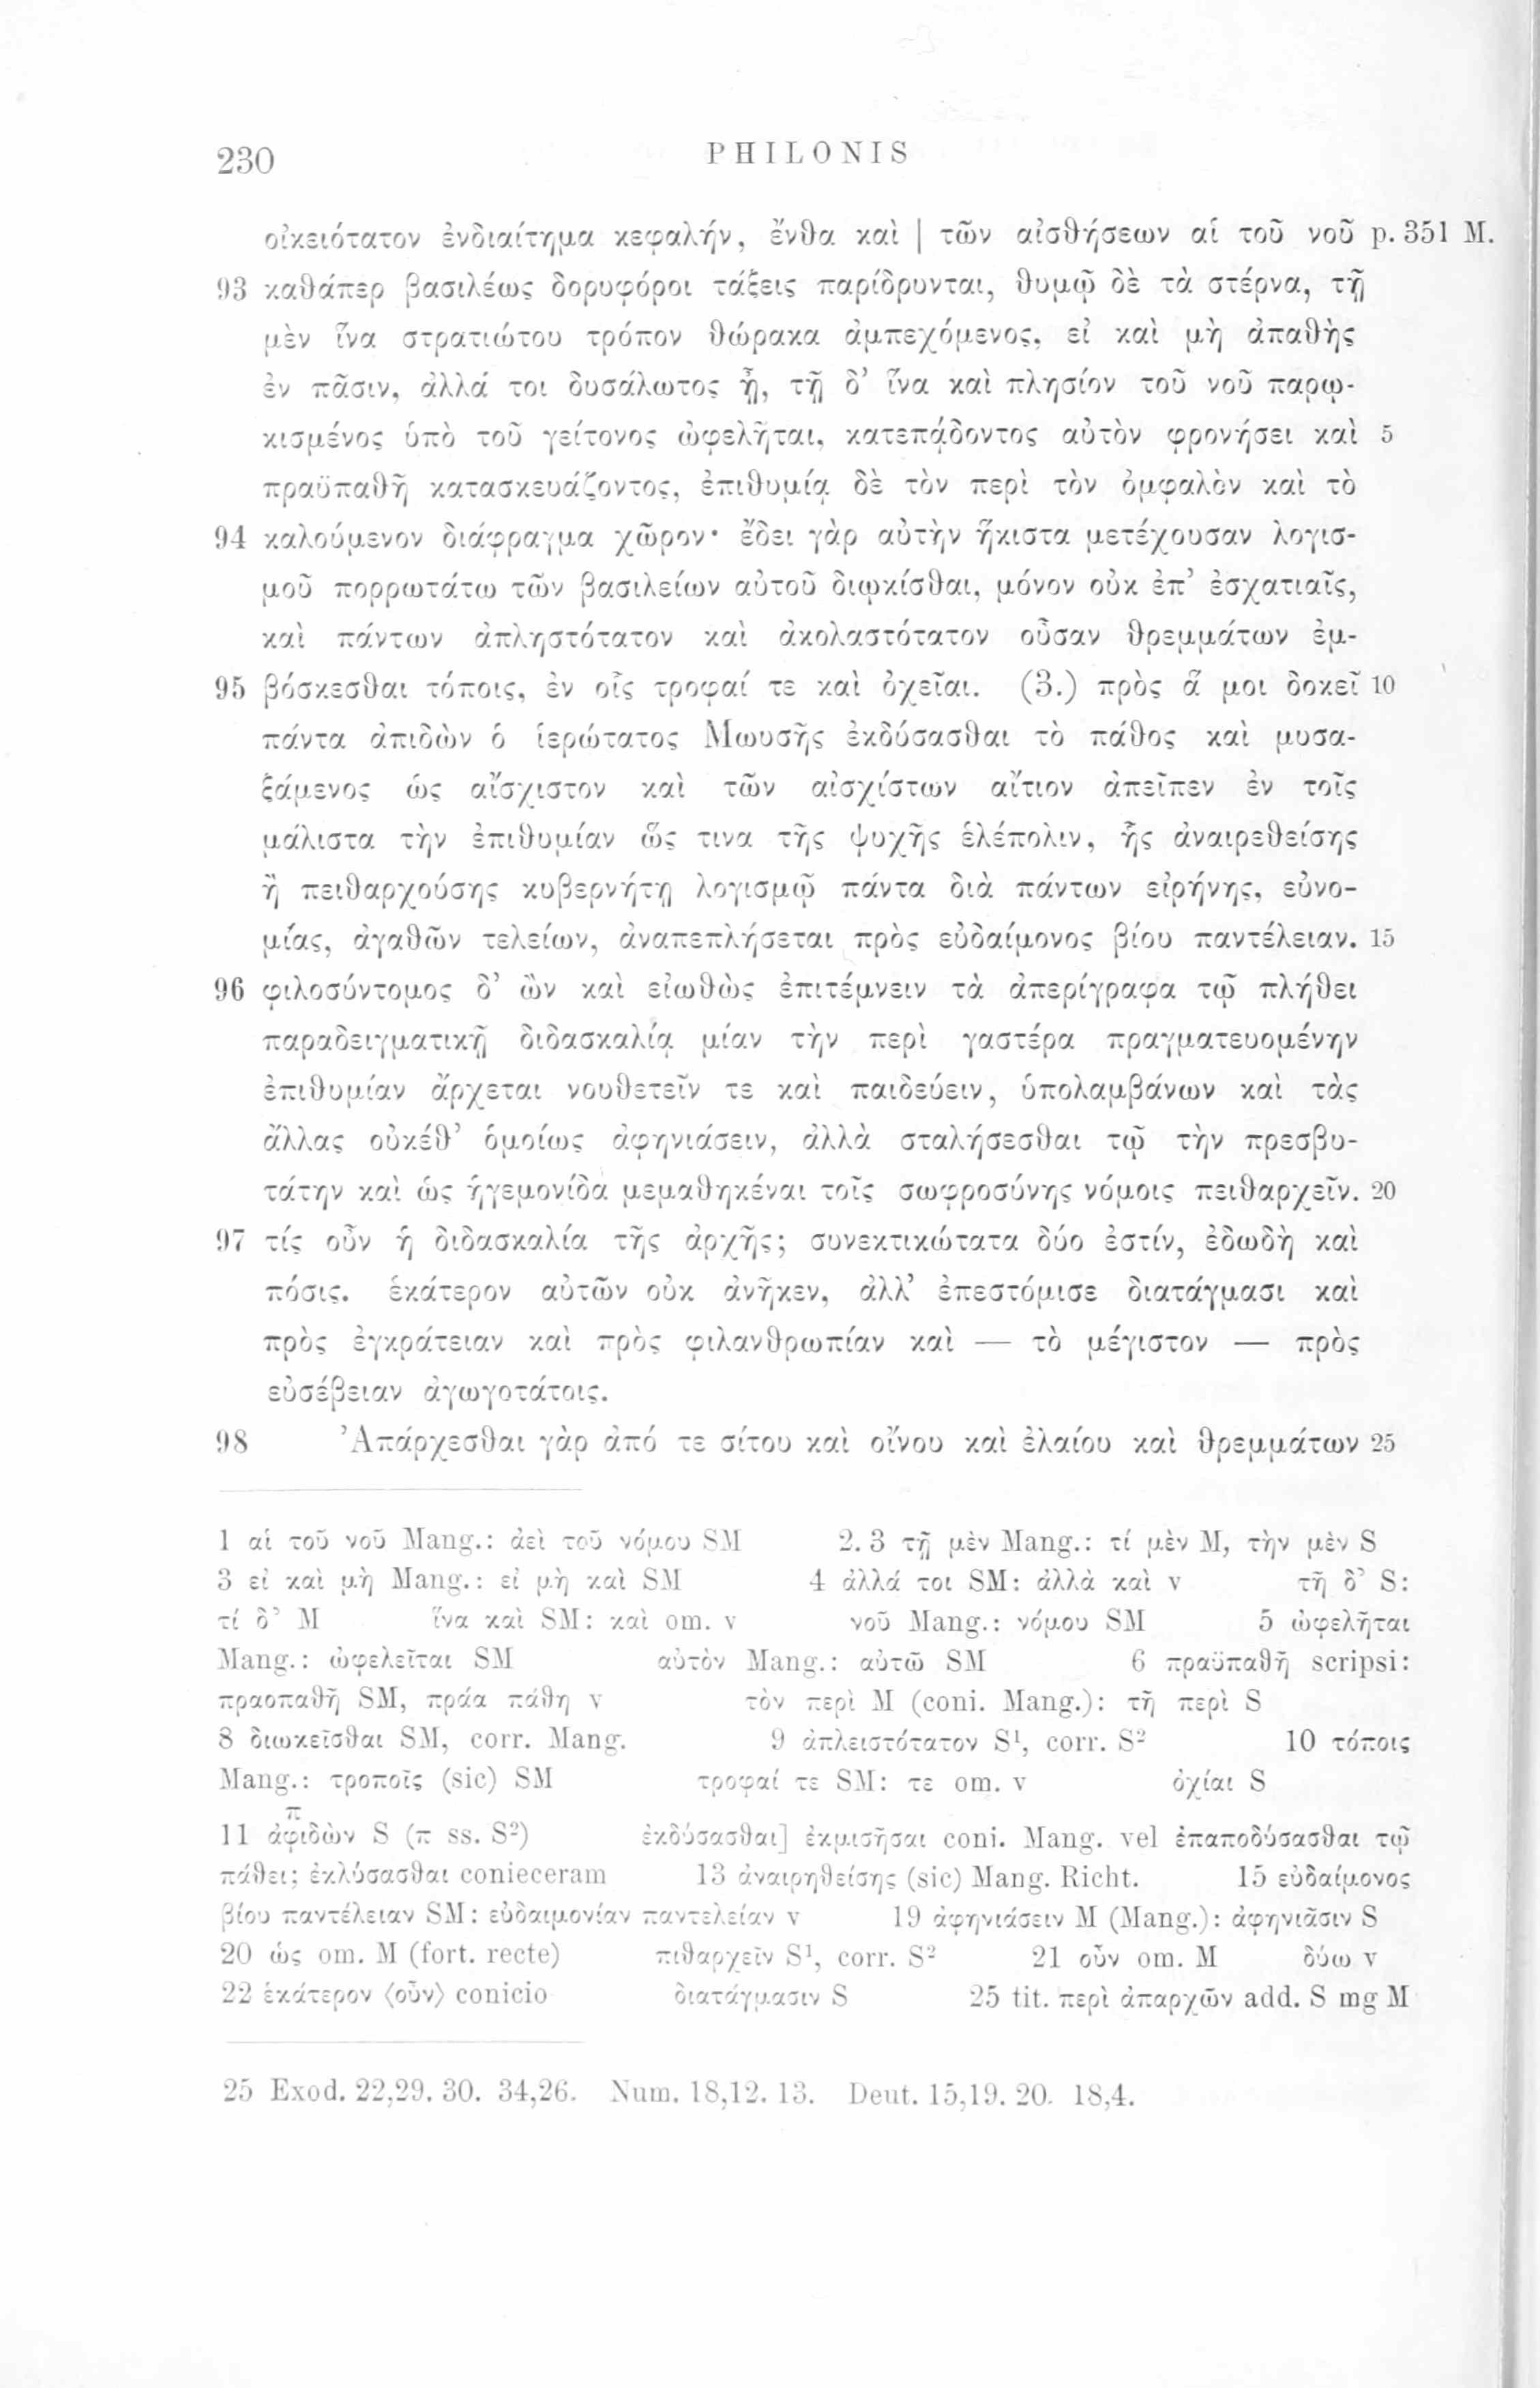 230
PHILONIS
οἰκειότατον ἐνδιαίτημα κεφαλήν, ἔνθα καὶ | τῶν αἰσθήσεων αἱ τοῦ νοῦ p. 351 M.
93 καθάπερ βασιλέως δορυφόροι τάξεις παρίδρυνται, θυμῷ δὲ τὰ στέρνα, τῇ
μὲν ἵνα στρατιώτου τρόπον θώρακα ἀμπεχόμενος, εἰ καὶ μὴ ἀπαθὴς
ἐν πᾶσιν, ἀλλά τοι δυσάλωτος ᾖ, τῇ δ’ ἵνα καὶ πλησίον τοῦ νοῦ παρῳ-
κισμένος ὑπὸ τοῦ γείτονος ὠφελῆται, κατεπᾴδοντος αὐτὸν φρονήσει καὶ 5
πραϋπαθῆ κατασκευάζοντος, ἐπιθυμίᾳ δὲ τὸν περὶ τὸν ὀμφαλὸν καὶ τὸ
94 καλούμενον διάφραγμα χῶρον· ἔδει γὰρ αὐτὴν ἥκιστα μετέχουσαν λογισ-
μοῦ πορρωτάτω τῶν βασιλείων αὐτοῦ διῳκίσθαι, μόνον οὐκ ἐπ’ ἐσχατιαῖς,
καὶ πάντων ἀπληστότατον καὶ ἀκολαστότατον οὖσαν θρεμμάτων ἐμ-
95 βόσκεσθαι τόποις, ἐν οἷς τροφαί τε καὶ ὀχεῖαι. (3.) πρὸς ἅ μοι δοκεῖ 10
πάντα ἀπιδὼν ὁ ἱερώτατος Μωυσῆς ἐκδύσασθαι τὸ πάθος καὶ μυσα-
ξάμενος ὡς αἴσχιστον καὶ τῶν αἰσχίστων αἴτιον ἀπεῖπεν ἐν τοῖς
μάλιστα τὴν ἐπιθυμίαν ὥς τινα τῆς ψυχῆς ἑλέπολιν, ἧς ἀναιρεθείσης
ἢ πειθαρχούσης κυβερνήτῃ λογισμῷ πάντα διὰ πάντων εἰρήνης, εὐνο-
μίας, ἀγαθῶν τελείων, ἀναπεπλήσεται πρὸς εὐδαίμονος βίου παντέλειαν. 15
96 φιλοσύντομος δ’ ὢν καὶ εἰωθὼς ἐπιτέμνειν τὰ ἀπερίγραφα τῷ πλήθει
παραδειγματικῇ διδασκαλίᾳ μίαν τὴν περὶ γαστέρα πραγματευομένην
ἐπιθυμίαν ἄρχεται νουθετεῖν τε καὶ παιδεύειν, ὑπολαμβάνων καὶ τὰς
ἄλλας οὐκέθ’ ὁμοίως ἀφηνιάσειν, ἀλλὰ σταλήσεσθαι τῷ τὴν πρεσβυ-
τάτην καὶ ὡς ἡγεμονίδα μεμαθηκέναι τοῖς σωφροσύνης νόμοις πειθαρχεῖν. 20
97 τίς οὖν ἡ διδασκαλία τῆς ἀρχῆς; συνεκτικώτατα δύο ἐστίν, ἐδωδὴ καὶ
πόσις. ἑκάτερον αὐτῶν οὐκ ἀνῆκεν, ἀλλ’ ἐπεστόμισε διατάγμασι καὶ
πρὸς ἐγκράτειαν καὶ πρὸς φιλανθρωπίαν καὶ — τὸ μέγιστον — πρὸς
εὐσέβειαν ἀγωγοτάτοις.
98 Ἀπάρχεσθαι γὰρ ἀπό τε σίτου καὶ οἴνου καὶ ἐλαίου καὶ θρεμμάτων 25
1 αἱ τοῦ νοῦ Mang.: ἀεὶ τοῦ νόμου SM 2. 3 τῇ μὲν Mang.: τί μὲν M, τὴν μὲν S
3 εἰ καὶ μὴ Mang.: εἰ μὴ καὶ SM 4 ἀλλά τοι SM: ἀλλὰ καὶ v τῇ δ’ S:
τί δ’ M ἵνα καὶ SM: καὶ om. v νοῦ Mang.: νόμου SM 5 ὠφελῆται
Mang.: ὠφελεῖται SM αὐτὸν Mang.: αὐτῶ SM 6 πραϋπαθῆ scripsi:
πραοπαθῆ SM, πράα πάθη v τὸν περὶ M (coni. Mang.): τῇ περὶ S
8 διωκεῖσθαι SM, corr. Mang. 9 ἀπλειστότατον S¹, corr. S² 10 τόποις
Mang.: τροποῖς (sic) SM τροφαί τε SM: τε om. v ὀχίαι S
π
11 ἀφιδὼν S (π ss. S²) ἐκδύσασθαι] ἐκμισῆσαι coni. Mang. vel ἐπαποδύσασθαι τῷ
πάθει; ἐκλύσασθαι conieceram 13 ἀναιρηθείσης (sic) Mang. Richt. 15 εὐδαίμονος
βίου παντέλειαν SM: εὐδαιμονίαν παντελείαν v 19 ἀφηνιάσειν M (Mang.): ἀφηνιᾶσιν S
20 ὡς om. M (fort. recte) πιθαρχεῖν S¹, corr. S² 21 οὖν om. M δύω v
22 ἑκάτερον ⟨οὖν⟩ conicio διατάγμασιν S 25 tit. περὶ ἀπαρχῶν add. S mg M
25 Exod. 22,29. 30. 34,26. Num. 18,12. 13. Deut. 15,19. 20. 18,4.